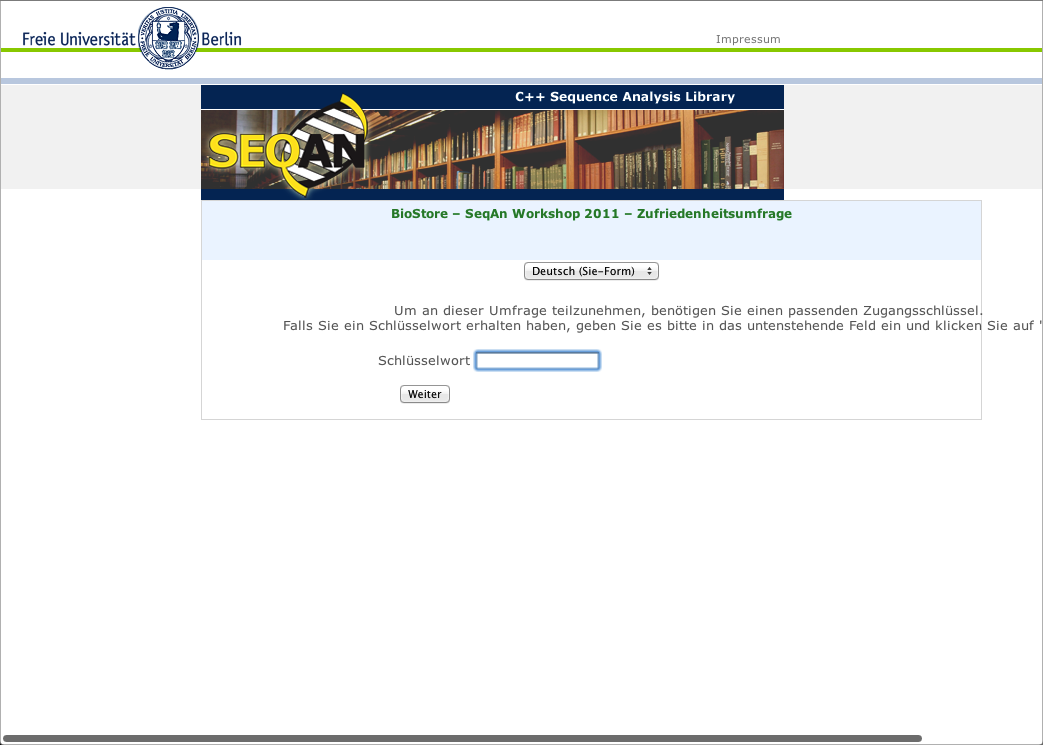 Freie Universität Berlin
Impressum
C++ Sequence Analysis Library
SEQAN
BioStore – SeqAn Workshop 2011 – Zufriedenheitsumfrage
Deutsch (Sie-Form)
Um an dieser Umfrage teilzunehmen, benötigen Sie einen passenden Zugangsschlüssel.
Falls Sie ein Schlüsselwort erhalten haben, geben Sie es bitte in das untenstehende Feld ein und klicken Sie auf "
Schlüsselwort
Weiter